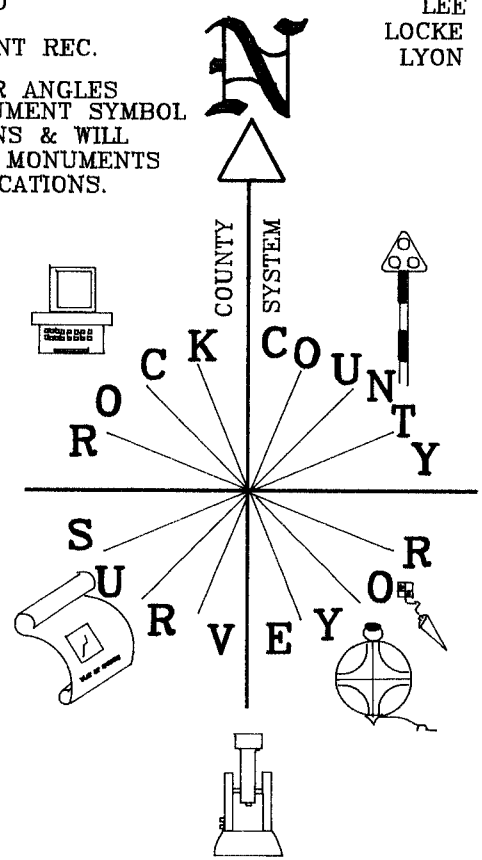 LEE
LOCKE
LYON
NT REC.
R ANGLES
UMENT SYMBOL
NS & WILL
MONUMENTS
CATIONS.
N
COUNTY SYSTEM
ROCK COUNTY
SURVEYOR